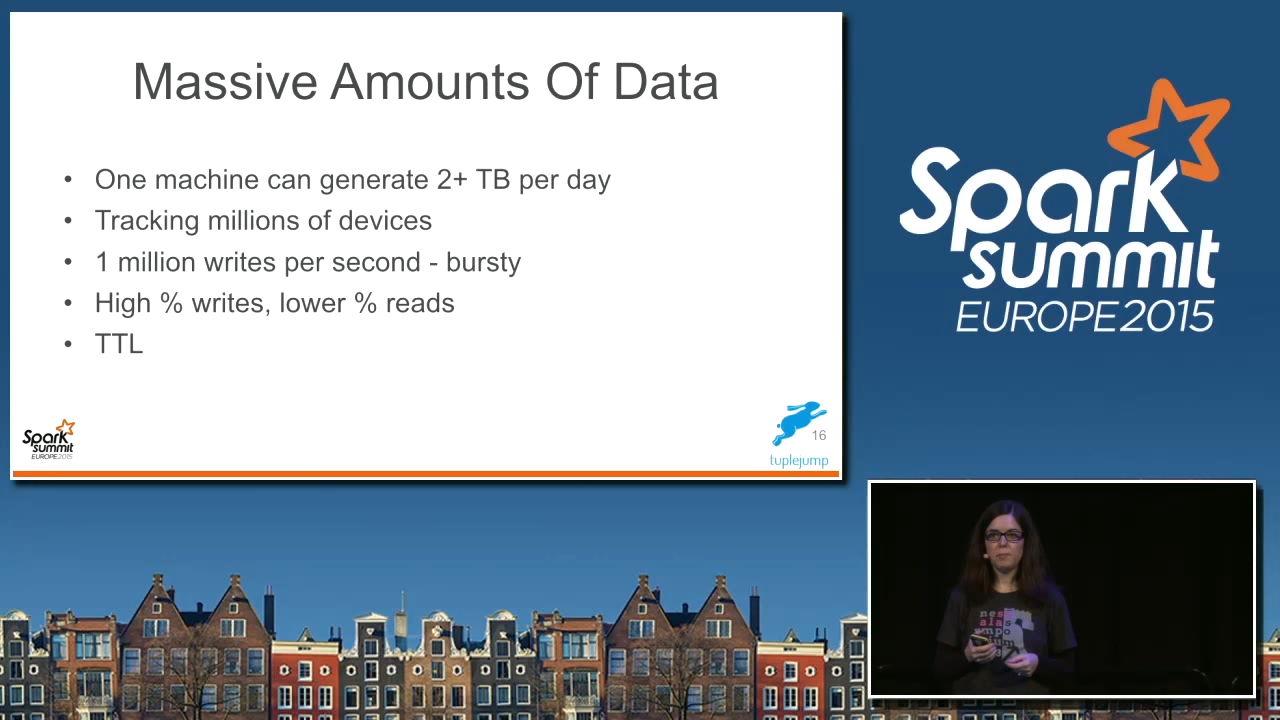 Massive Amounts Of Data
• One machine can generate 2+ TB per day
• Tracking millions of devices
• 1 million writes per second - bursty
• High % writes, lower % reads
• TTL
Spark
summit
EUROPE2015
16
tuplejump
Spark
summit
EUROPE2015